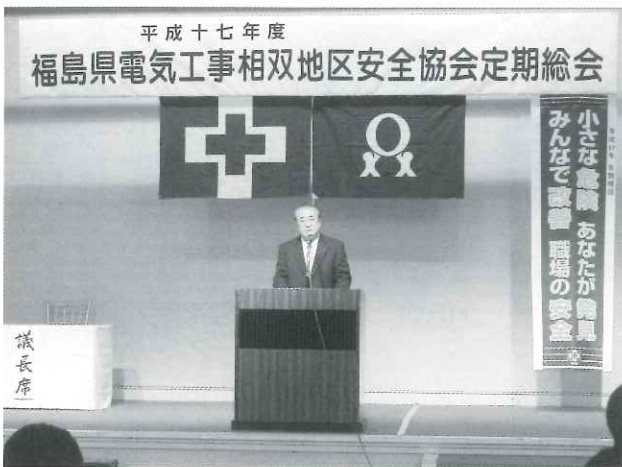 平成十七年度
福島県電気工事相双地区安全協会定期総会
小さな危険 あなたが発見
みんなで改善 職場の安全
議長席